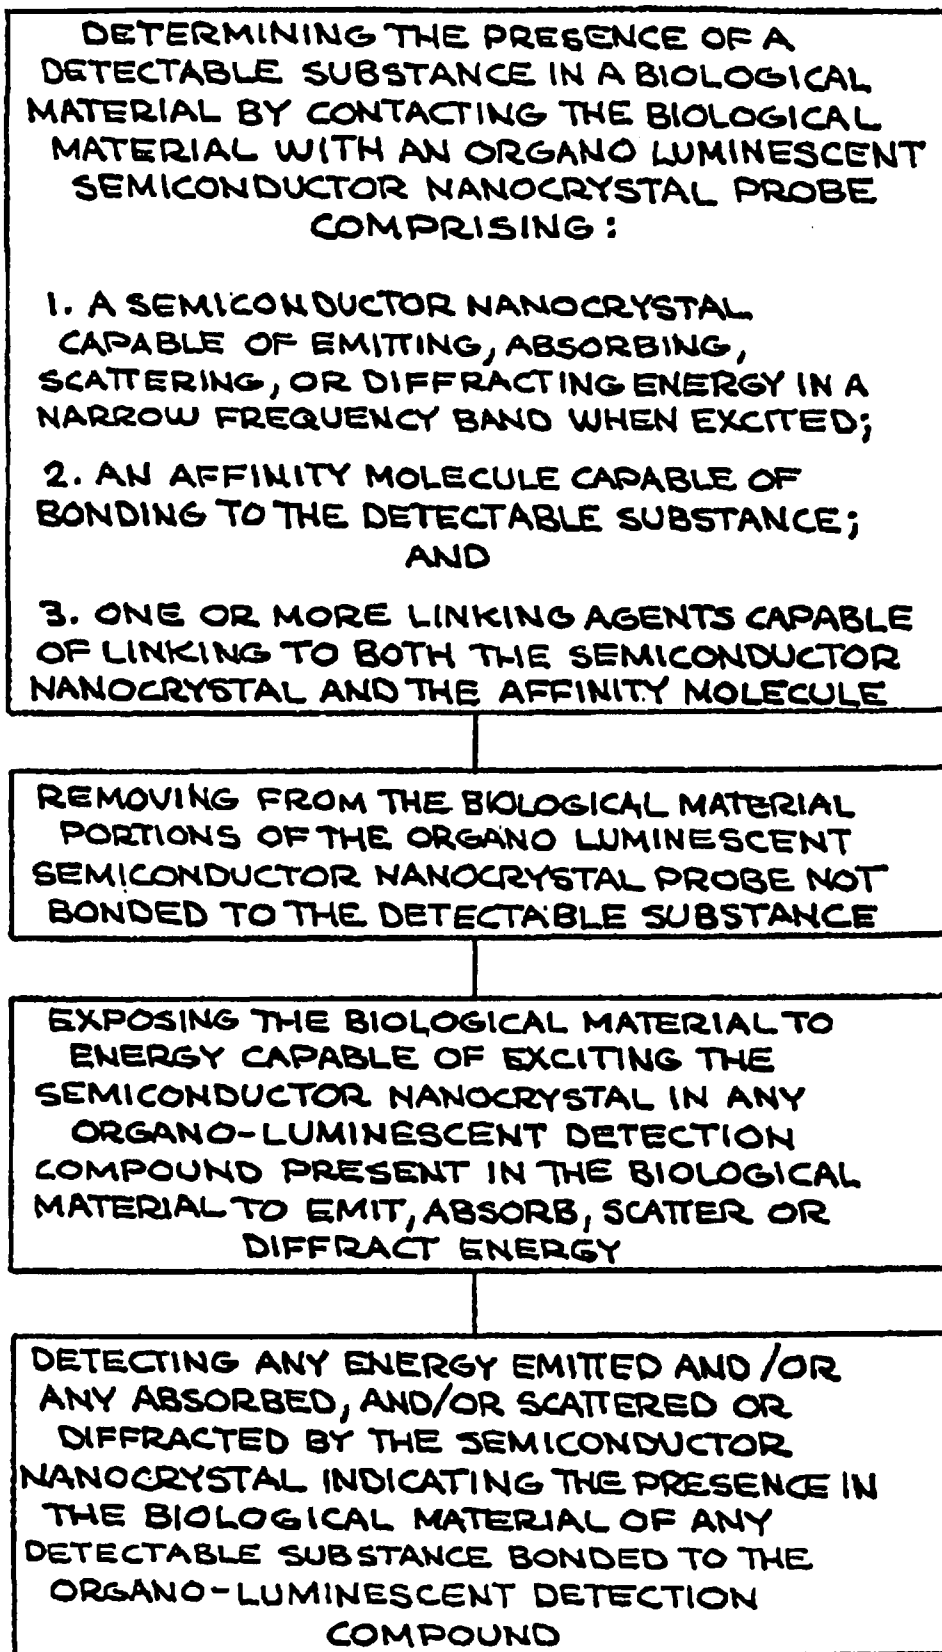 DETERMINING THE PRESENCE OF A
DETECTABLE SUBSTANCE IN A BIOLOGICAL
MATERIAL BY CONTACTING THE BIOLOGICAL
MATERIAL WITH AN ORGANO LUMINESCENT
SEMICONDUCTOR NANOCRYSTAL PROBE
COMPRISING:
1. A SEMICONDUCTOR NANOCRYSTAL
CAPABLE OF EMITTING, ABSORBING,
SCATTERING, OR DIFFRACTING ENERGY IN A
NARROW FREQUENCY BAND WHEN EXCITED;
2. AN AFFINITY MOLECULE CAPABLE OF
BONDING TO THE DETECTABLE SUBSTANCE;
AND
3. ONE OR MORE LINKING AGENTS CAPABLE
OF LINKING TO BOTH THE SEMICONDUCTOR
NANOCRYSTAL AND THE AFFINITY MOLECULE
REMOVING FROM THE BIOLOGICAL MATERIAL
PORTIONS OF THE ORGANO LUMINESCENT
SEMICONDUCTOR NANOCRYSTAL PROBE NOT
BONDED TO THE DETECTABLE SUBSTANCE
EXPOSING THE BIOLOGICAL MATERIAL TO
ENERGY CAPABLE OF EXCITING THE
SEMICONDUCTOR NANOCRYSTAL IN ANY
ORGANO-LUMINESCENT DETECTION
COMPOUND PRESENT IN THE BIOLOGICAL
MATERIAL TO EMIT, ABSORB, SCATTER OR
DIFFRACT ENERGY
DETECTING ANY ENERGY EMITTED AND/OR
ANY ABSORBED, AND/OR SCATTERED OR
DIFFRACTED BY THE SEMICONDUCTOR
NANOCRYSTAL INDICATING THE PRESENCE IN
THE BIOLOGICAL MATERIAL OF ANY
DETECTABLE SUBSTANCE BONDED TO THE
ORGANO-LUMINESCENT DETECTION
COMPOUND